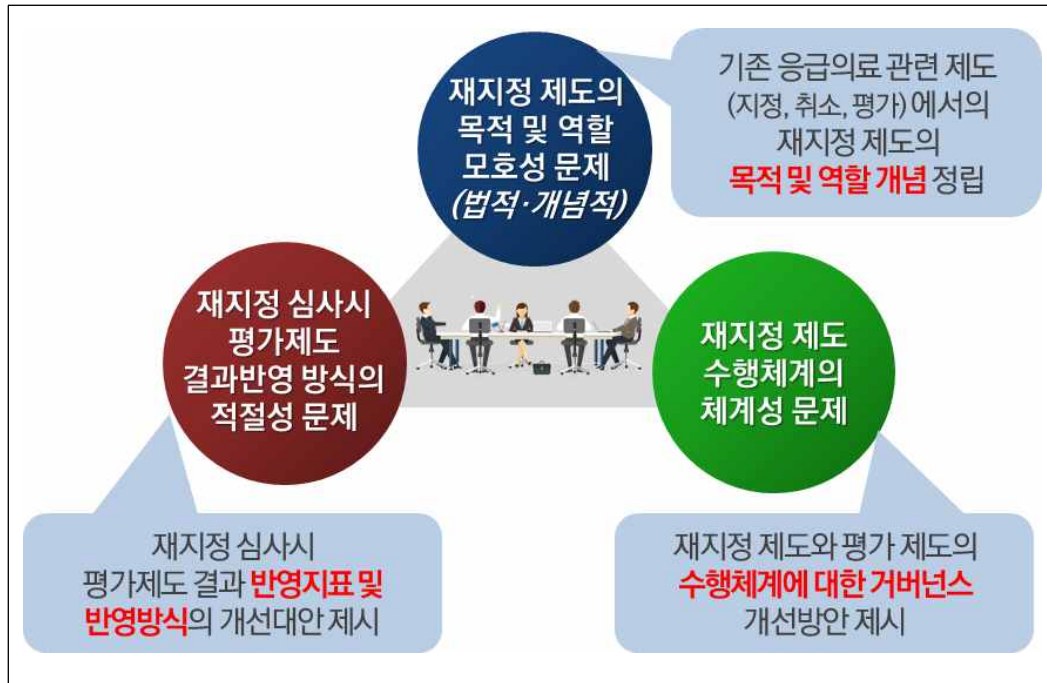 재지정 제도의
목적 및 역할
모호성 문제
(법적·개념적)
기존 응급의료 관련 제도
(지정, 취소, 평가) 에서의
재지정 제도의
목적 및 역할 개념 정립
재지정 심사시
평가제도
결과반영 방식의
적절성 문제
재지정 제도
수행체계의
체계성 문제
재지정 심사시
평가제도 결과 반영지표 및
반영방식의 개선대안 제시
재지정 제도와 평가 제도의
수행체계에 대한 거버넌스
개선방안 제시